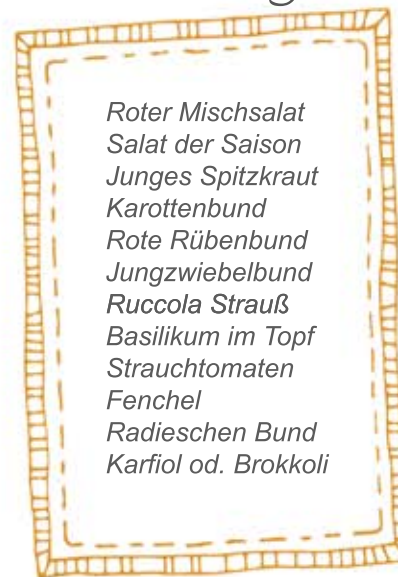 Roter Mischsalat
Salat der Saison
Junges Spitzkraut
Karottenbund
Rote Rübenbund
Jungzwiebelbund
Ruccola Strauß
Basilikum im Topf
Strauchtomaten
Fenchel
Radieschen Bund
Karfiol od. Brokkoli